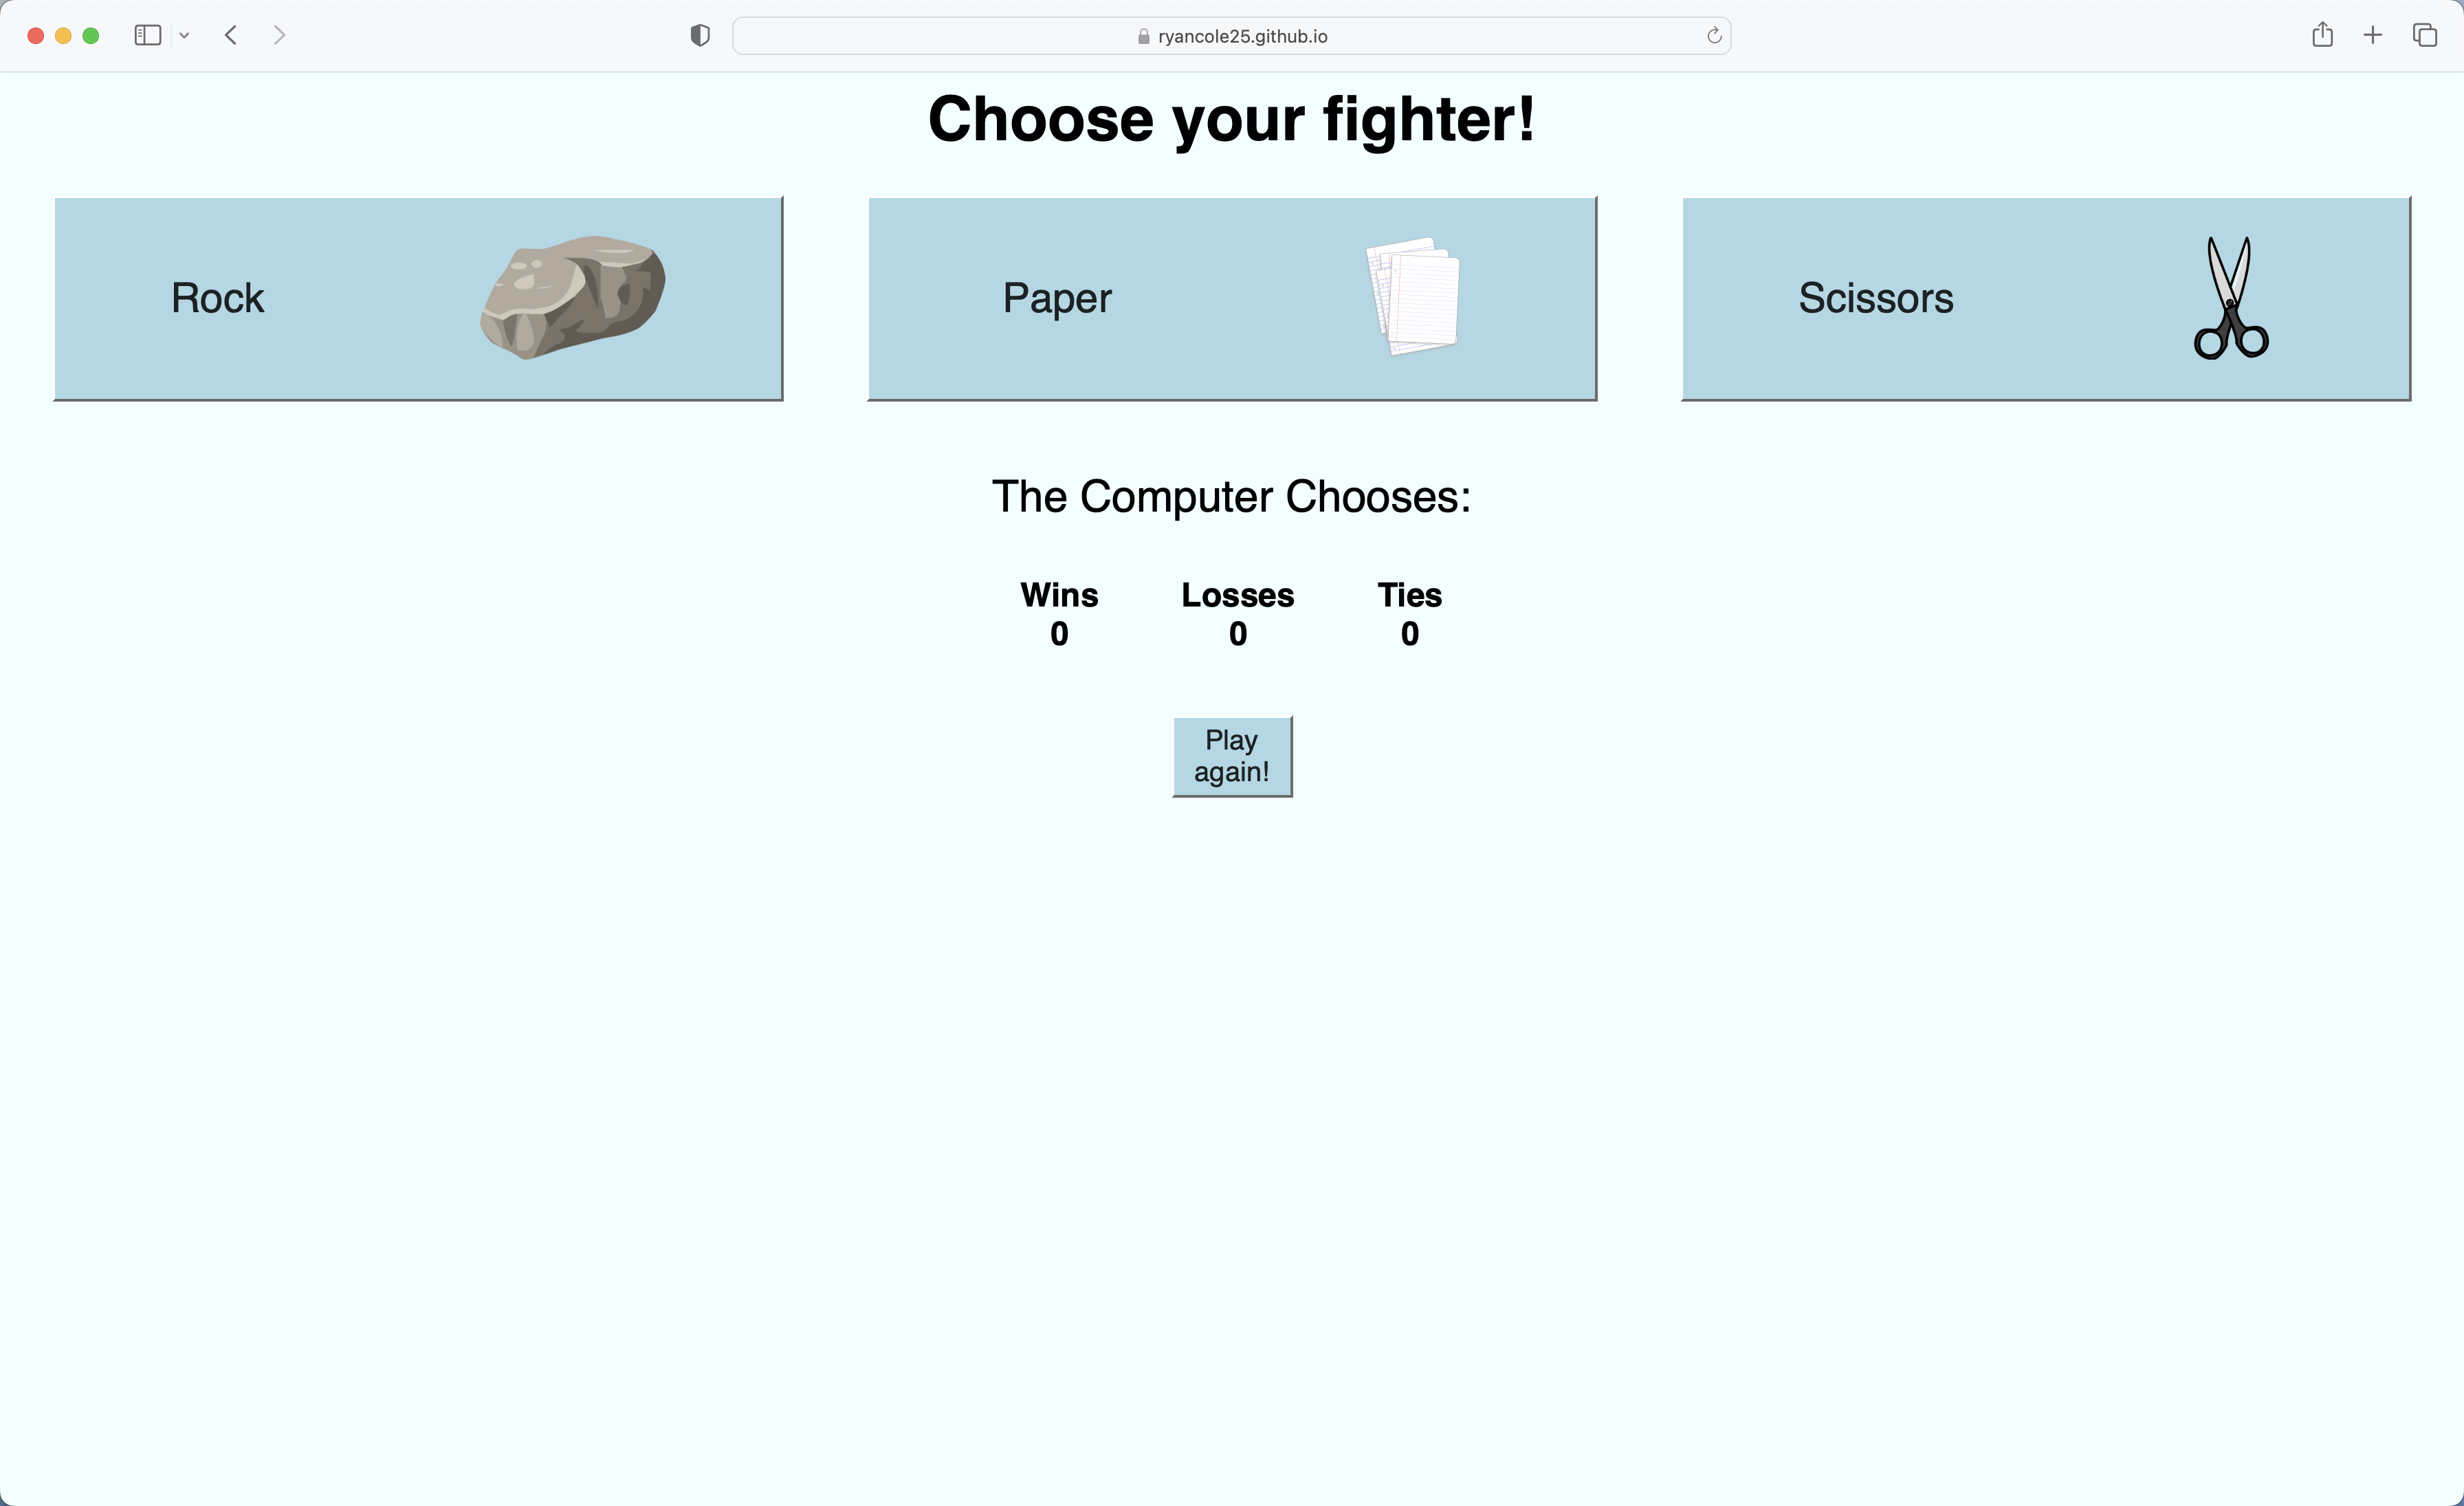 ryancole25.github.io
Choose your fighter!
Rock
Paper
Scissors
The Computer Chooses:
Wins Losses Ties
0 0 0
Play
again!